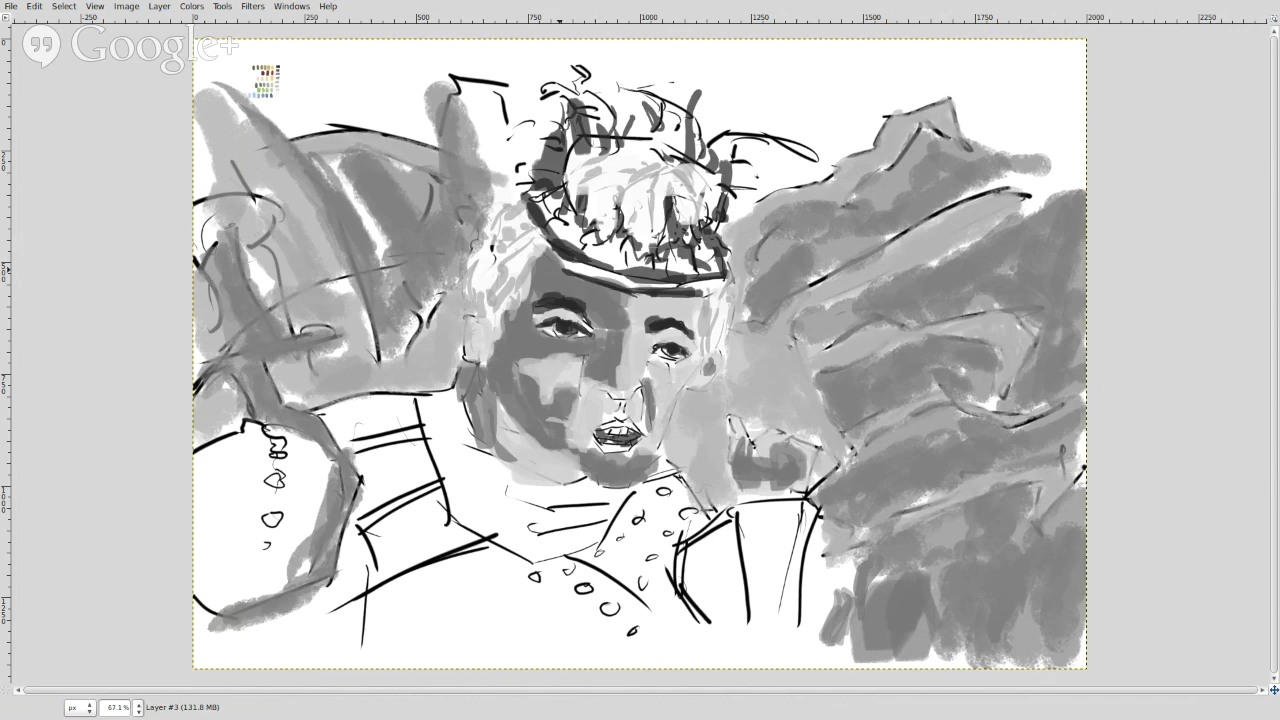 File Edit Select View Image Layer Colors Tools Filters Windows Help
-250 0 250 500 750 1000 1250 1500 1750 2000 2250
Google+
px 67.1% Layer #3 (131.8 MB)